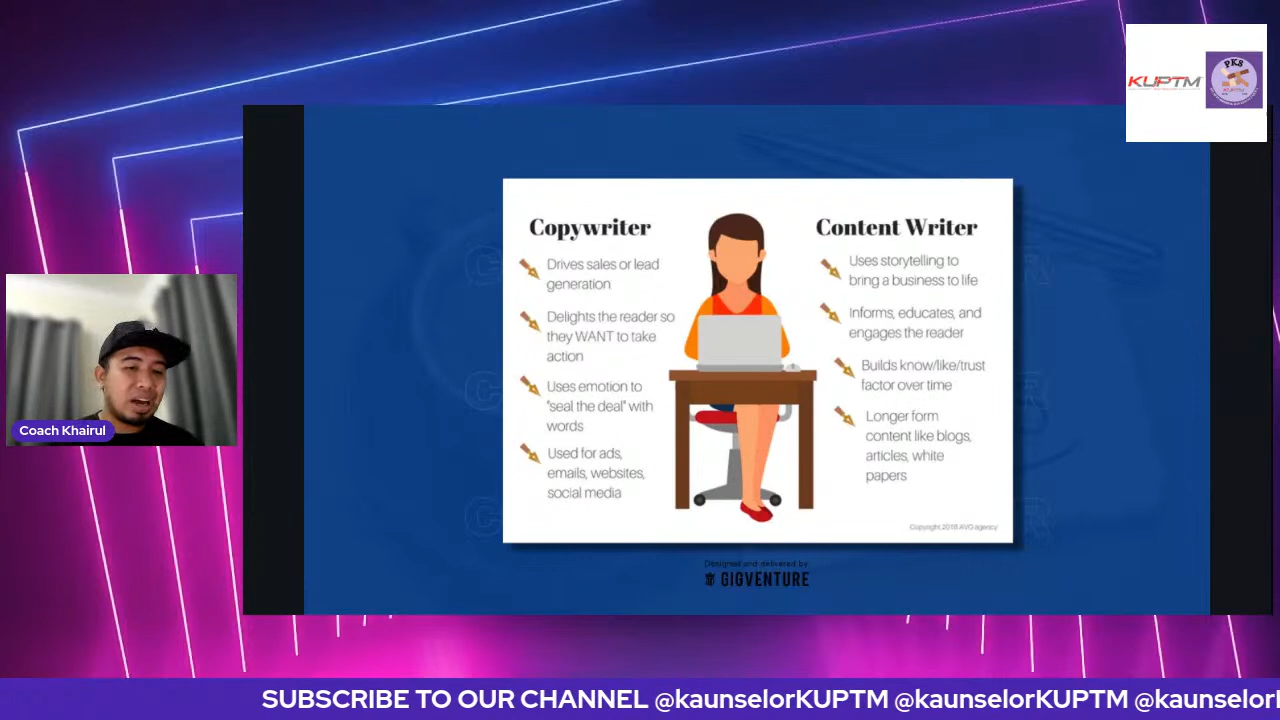 KUPTM
PKS
KUPTM
Copywriter
Drives sales or lead
generation
Delights the reader so
they WANT to take
action
Uses emotion to
"seal the deal" with
words
Used for ads,
emails, websites,
social media
Content Writer
Uses storytelling to
bring a business to life
Informs, educates, and
engages the reader
Builds know/like/trust
factor over time
Longer form
content like blogs,
articles, white
papers
Copyright 2018 AVO agency
Designed and delivered by
GIGVENTURE
Coach Khairul
SUBSCRIBE TO OUR CHANNEL @kaunselorKUPTM @kaunselorKUPTM @kaunselorI